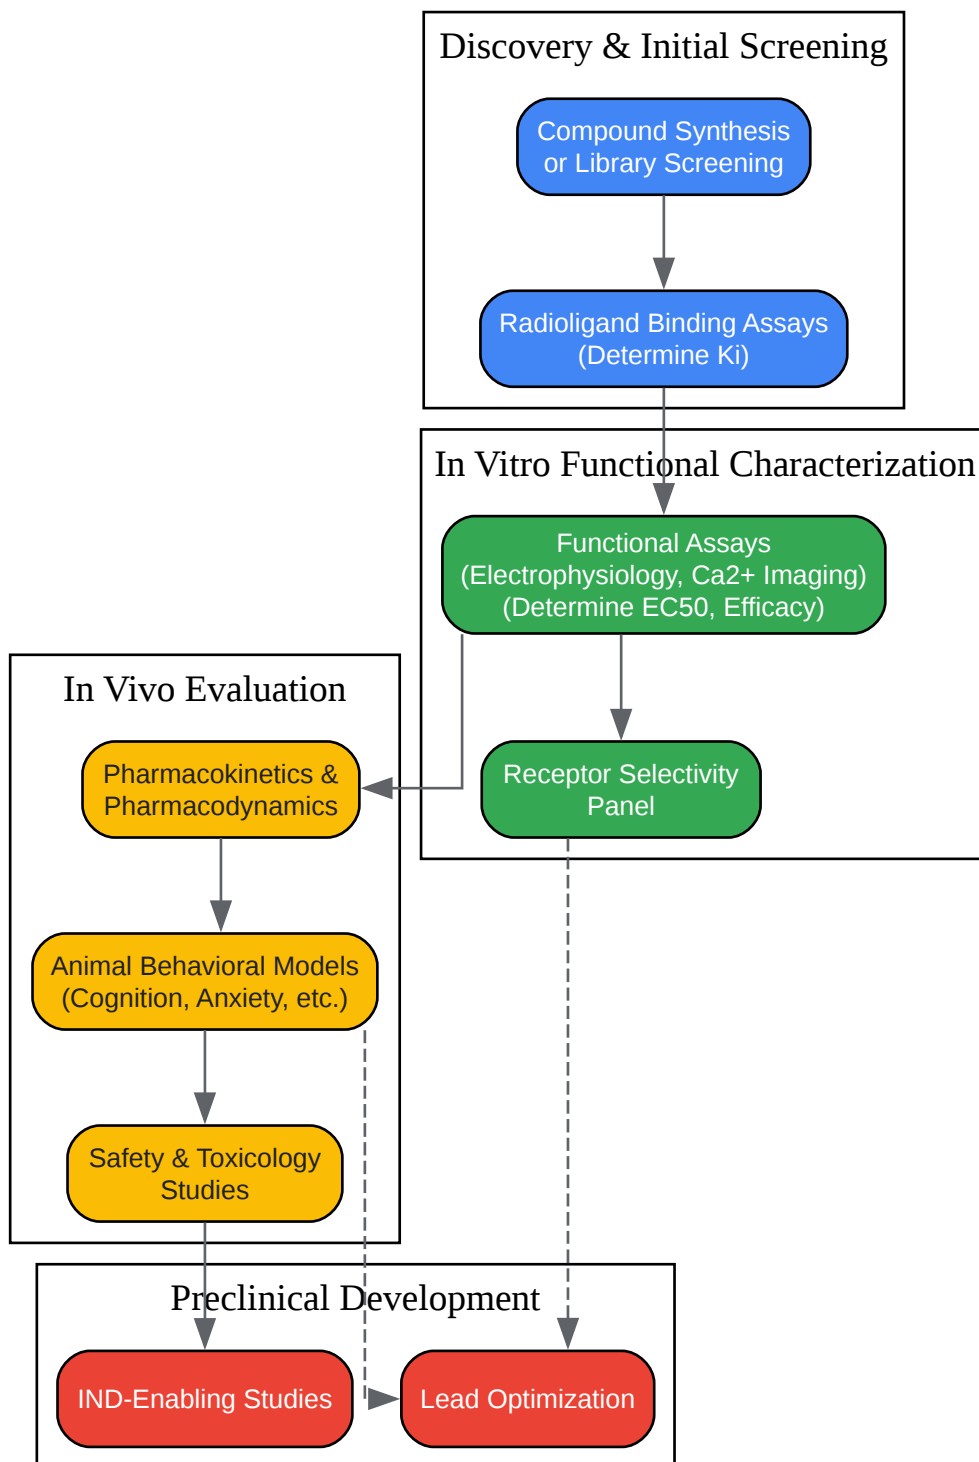 Discovery & Initial Screening
Compound Synthesis
or Library Screening
Radioligand Binding Assays
(Determine Ki)
In Vitro Functional Characterization
Functional Assays
(Electrophysiology, Ca2+ Imaging)
(Determine EC50, Efficacy)
Receptor Selectivity
Panel
In Vivo Evaluation
Pharmacokinetics &
Pharmacodynamics
Animal Behavioral Models
(Cognition, Anxiety, etc.)
Safety & Toxicology
Studies
Preclinical Development
IND-Enabling Studies
Lead Optimization